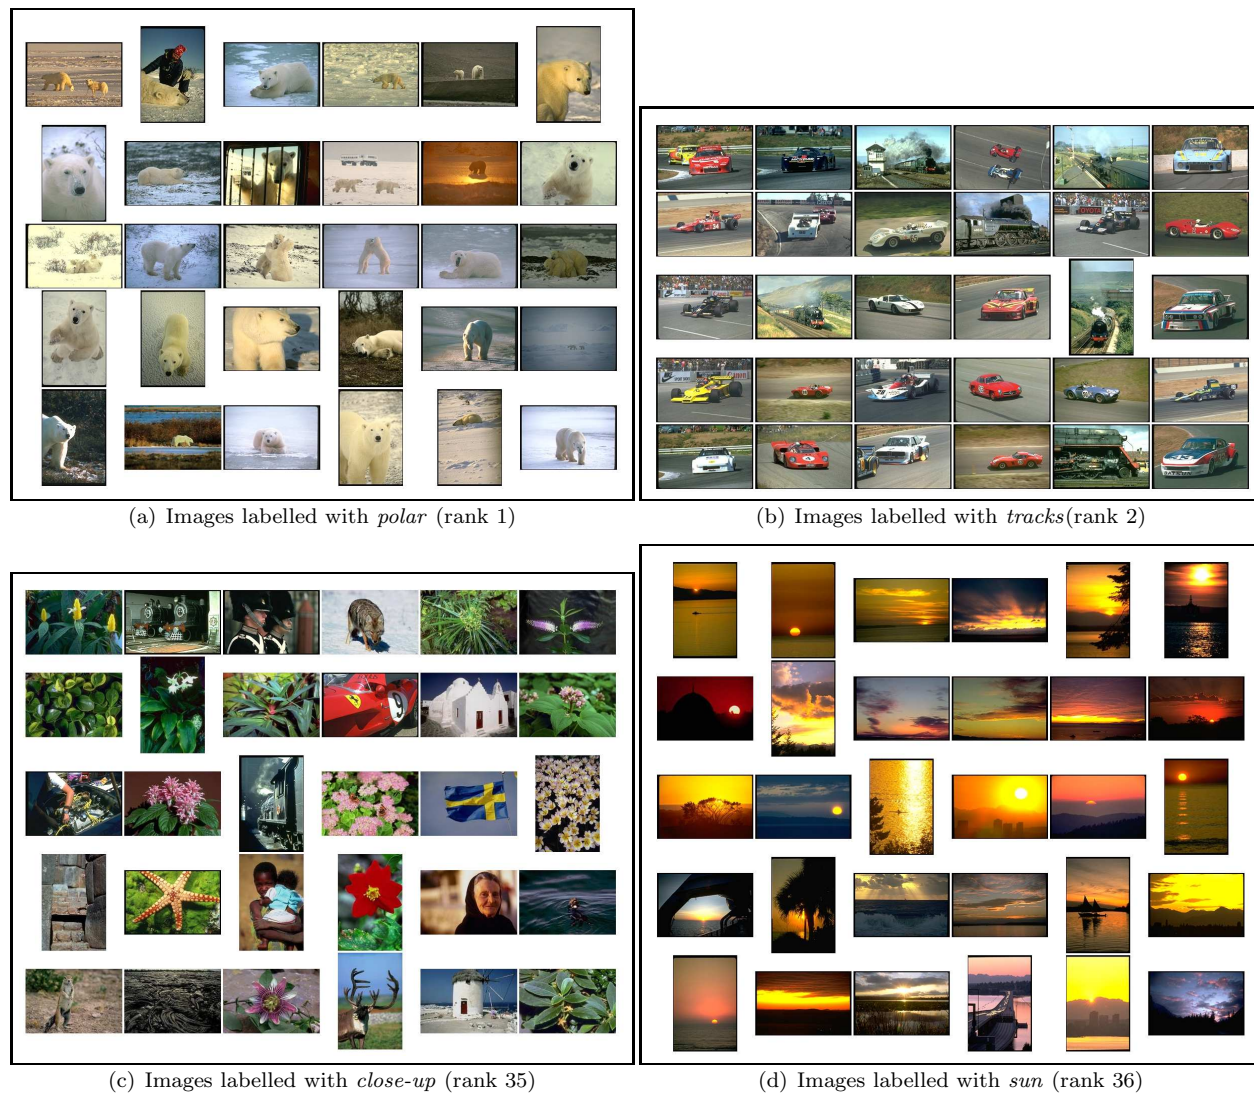 (a) Images labelled with polar (rank 1)
TOYOTA
(b) Images labelled with tracks(rank 2)
(c) Images labelled with close-up (rank 35)
(d) Images labelled with sun (rank 36)